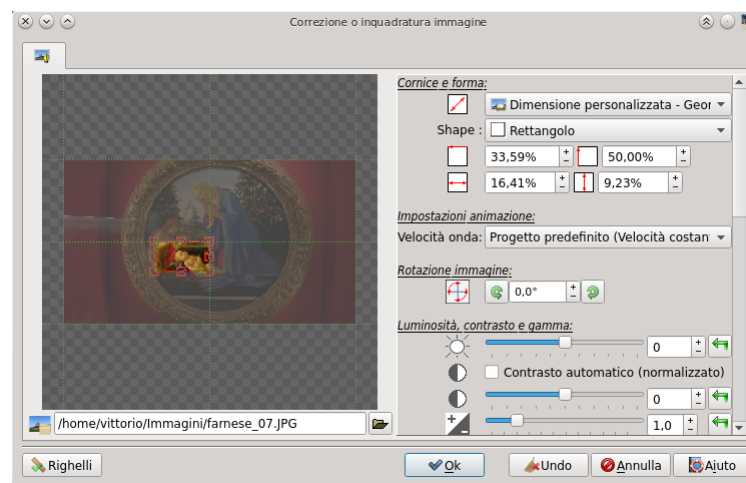 Correzione o inquadratura immagine
Cornice e forma:
Dimensione personalizzata - Geor
Shape : Rettangolo
33,59% 50,00%
16,41% 9,23%
Impostazioni animazione:
Velocità onda: Progetto predefinito (Velocità costan
Rotazione immagine:
0,0°
Luminosità, contrasto e gamma:
0
Contrasto automatico (normalizzato)
0
1,0
/home/vittorio/Immagini/farnese_07.JPG
Righelli Ok Undo Annulla Aiuto